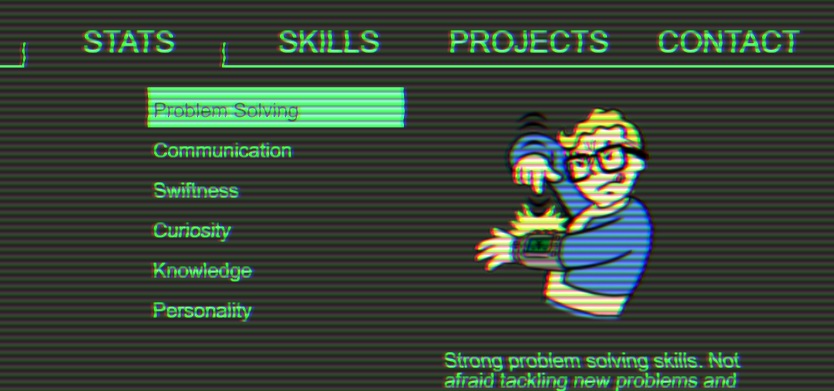 STATS SKILLS PROJECTS CONTACT
Problem Solving
Communication
Swiftness
Curiosity
Knowledge
Personality
Strong problem solving skills. Not
afraid tackling new problems and